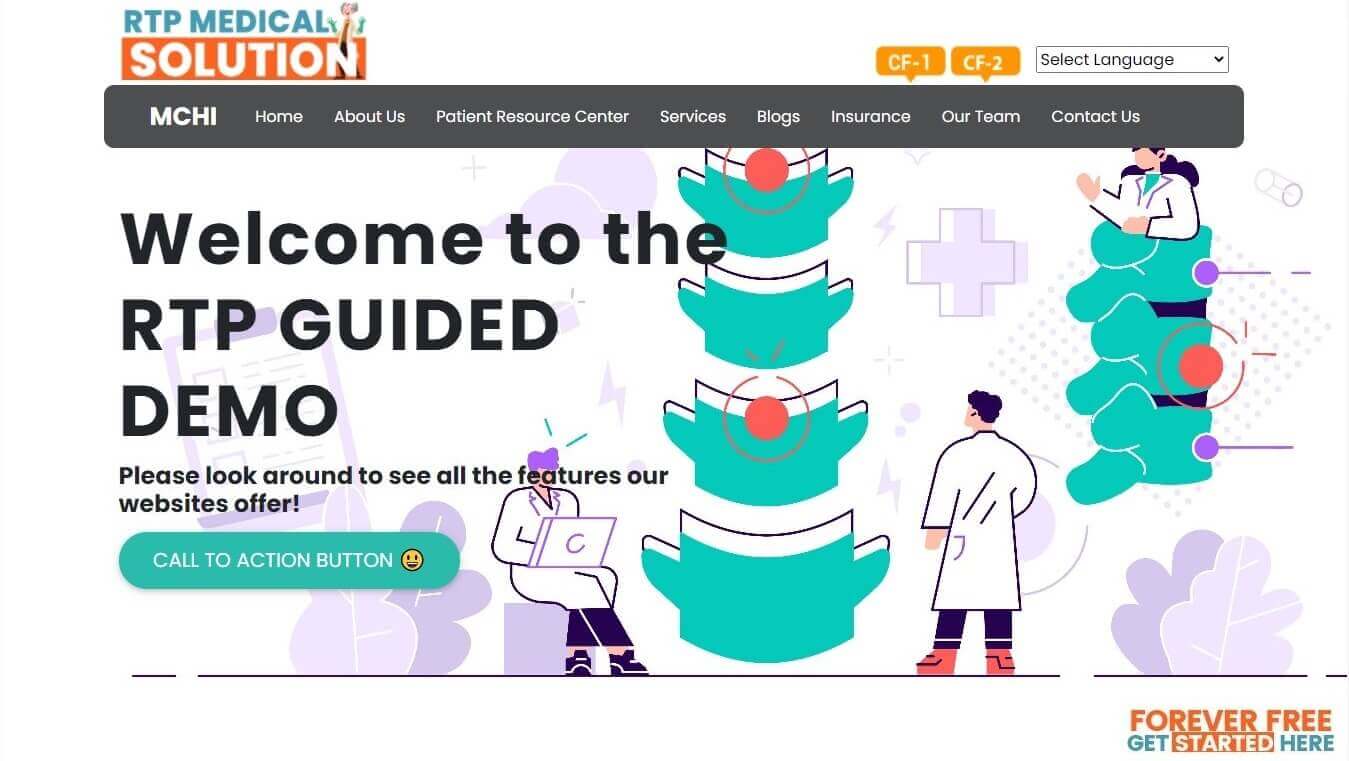 RTP MEDICAL
SOLUTION
CF-1 CF-2 Select Language
MCHI Home About Us Patient Resource Center Services Blogs Insurance Our Team Contact Us
Welcome to the
RTP GUIDED
DEMO
Please look around to see all the features our
websites offer!
CALL TO ACTION BUTTON 😃
FOREVER FREE
GET STARTED HERE